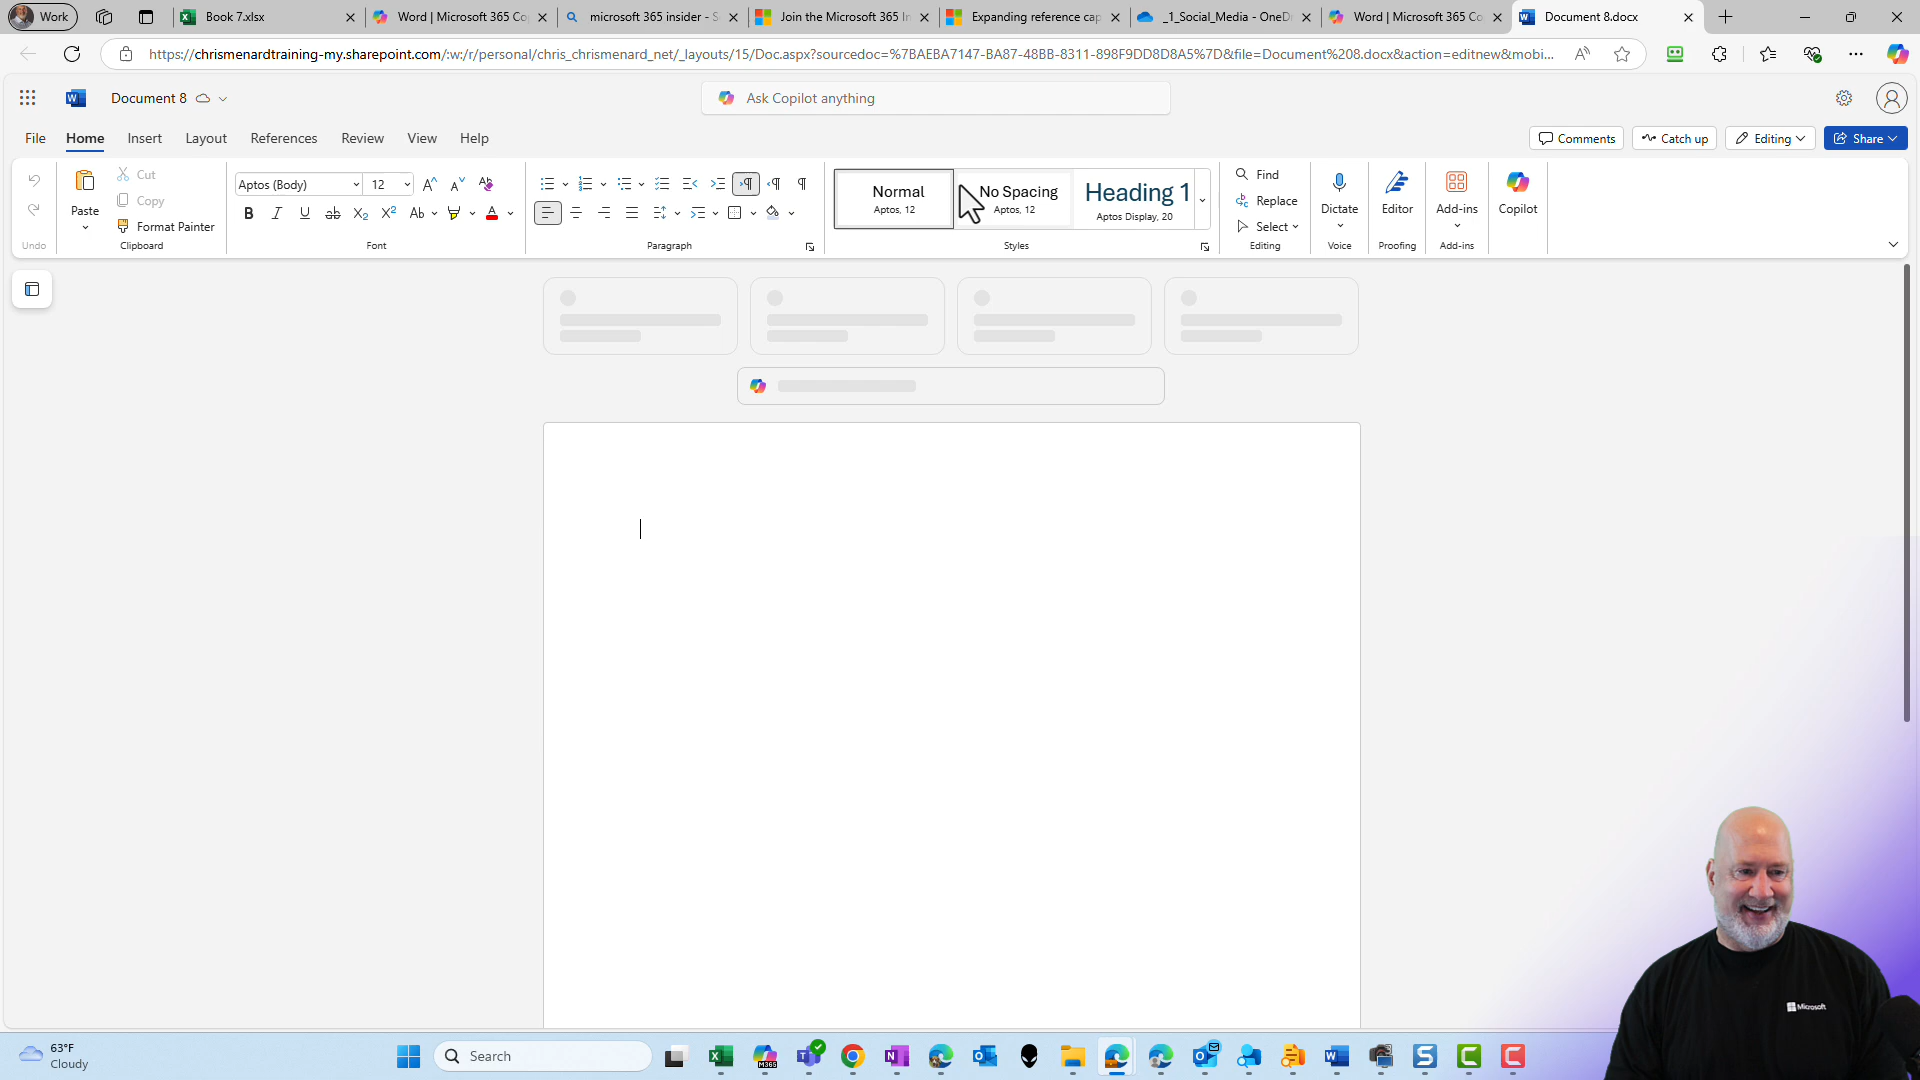 Work
Book 7.xlsx
Word | Microsoft 365 Co
microsoft 365 insider - S
Join the Microsoft 365 In
Expanding reference cap
_1_Social_Media - OneD
Word | Microsoft 365 Co
Document 8.docx
https://chrismenardtraining-my.sharepoint.com/:w:/r/personal/chris_chrismenard_net/_layouts/15/Doc.aspx?sourcedoc=%7BAEBA7147-BA87-48BB-8311-898F9DD8D8A5%7D&file=Document%208.docx&action=editnew&mobi...
Document 8
Ask Copilot anything
File Home Insert Layout References Review View Help
Comments Catch up Editing Share
Paste
Cut
Copy
Format Painter
Aptos (Body) 12
Normal
Aptos, 12
No Spacing
Aptos, 12
Heading 1
Aptos Display, 20
Find
Replace
Select
Dictate
Editor
Add-ins
Copilot
Undo Clipboard Font Paragraph Styles Editing Voice Proofing Add-ins
Microsoft
63°F
Cloudy
Search
M365